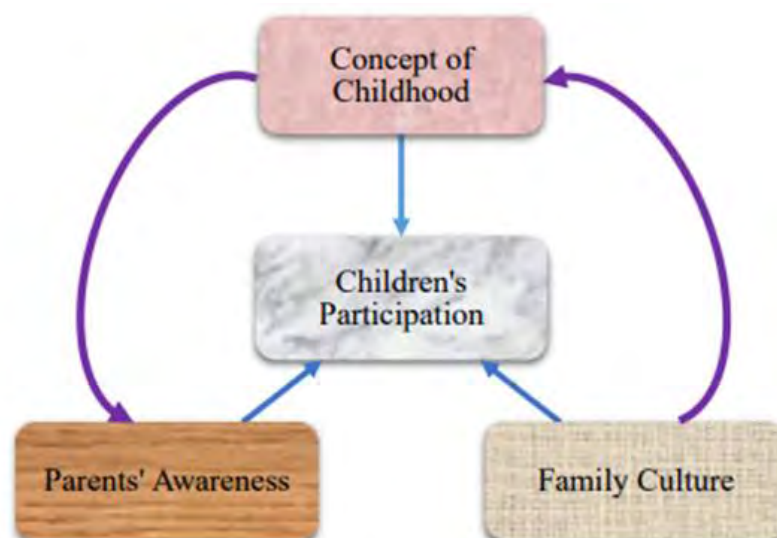 Concept of
Childhood
Children's
Participation
Parents' Awareness
Family Culture